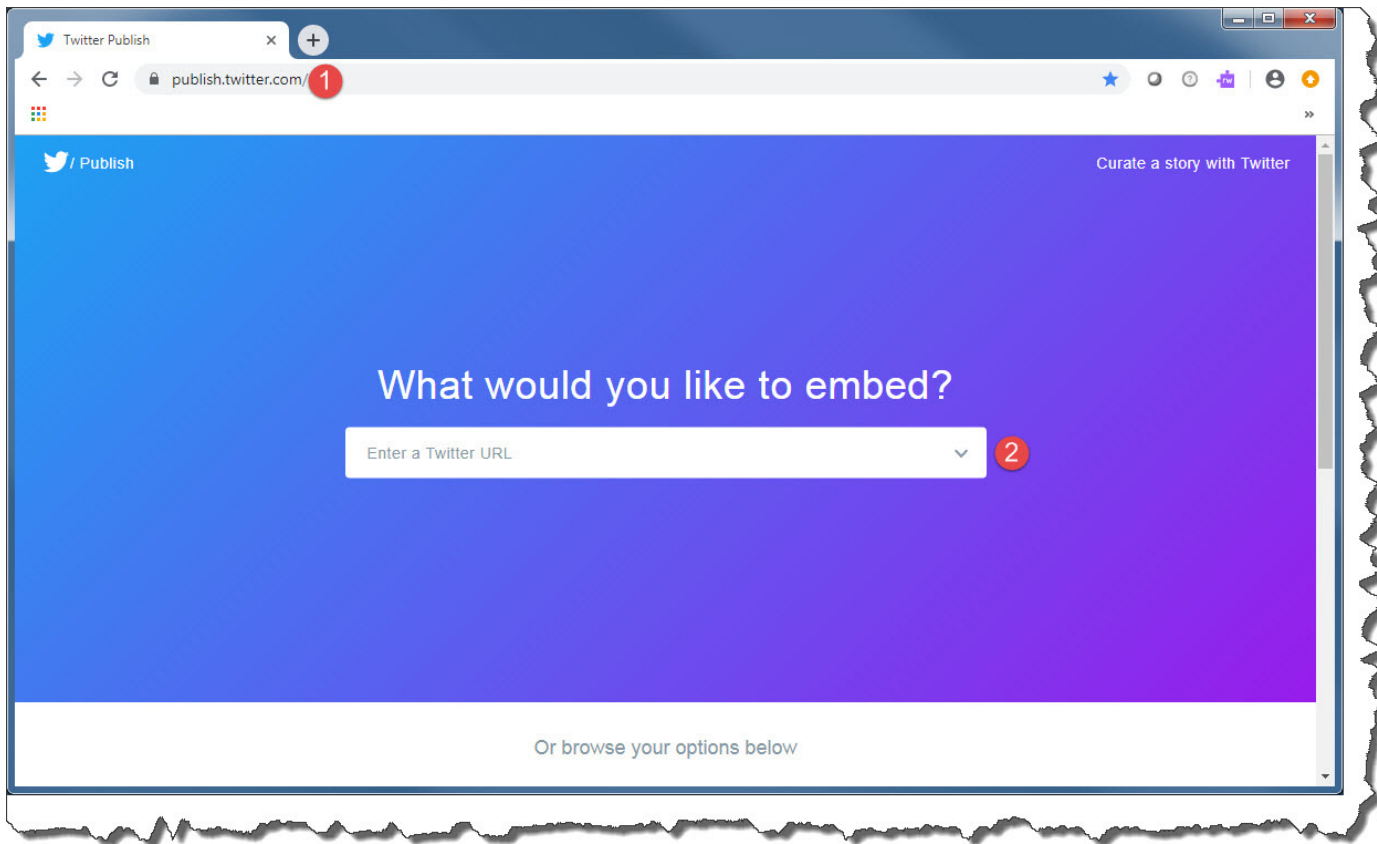 Twitter Publish
publish.twitter.com/
1
/ Publish
Curate a story with Twitter
What would you like to embed?
Enter a Twitter URL
2
Or browse your options below